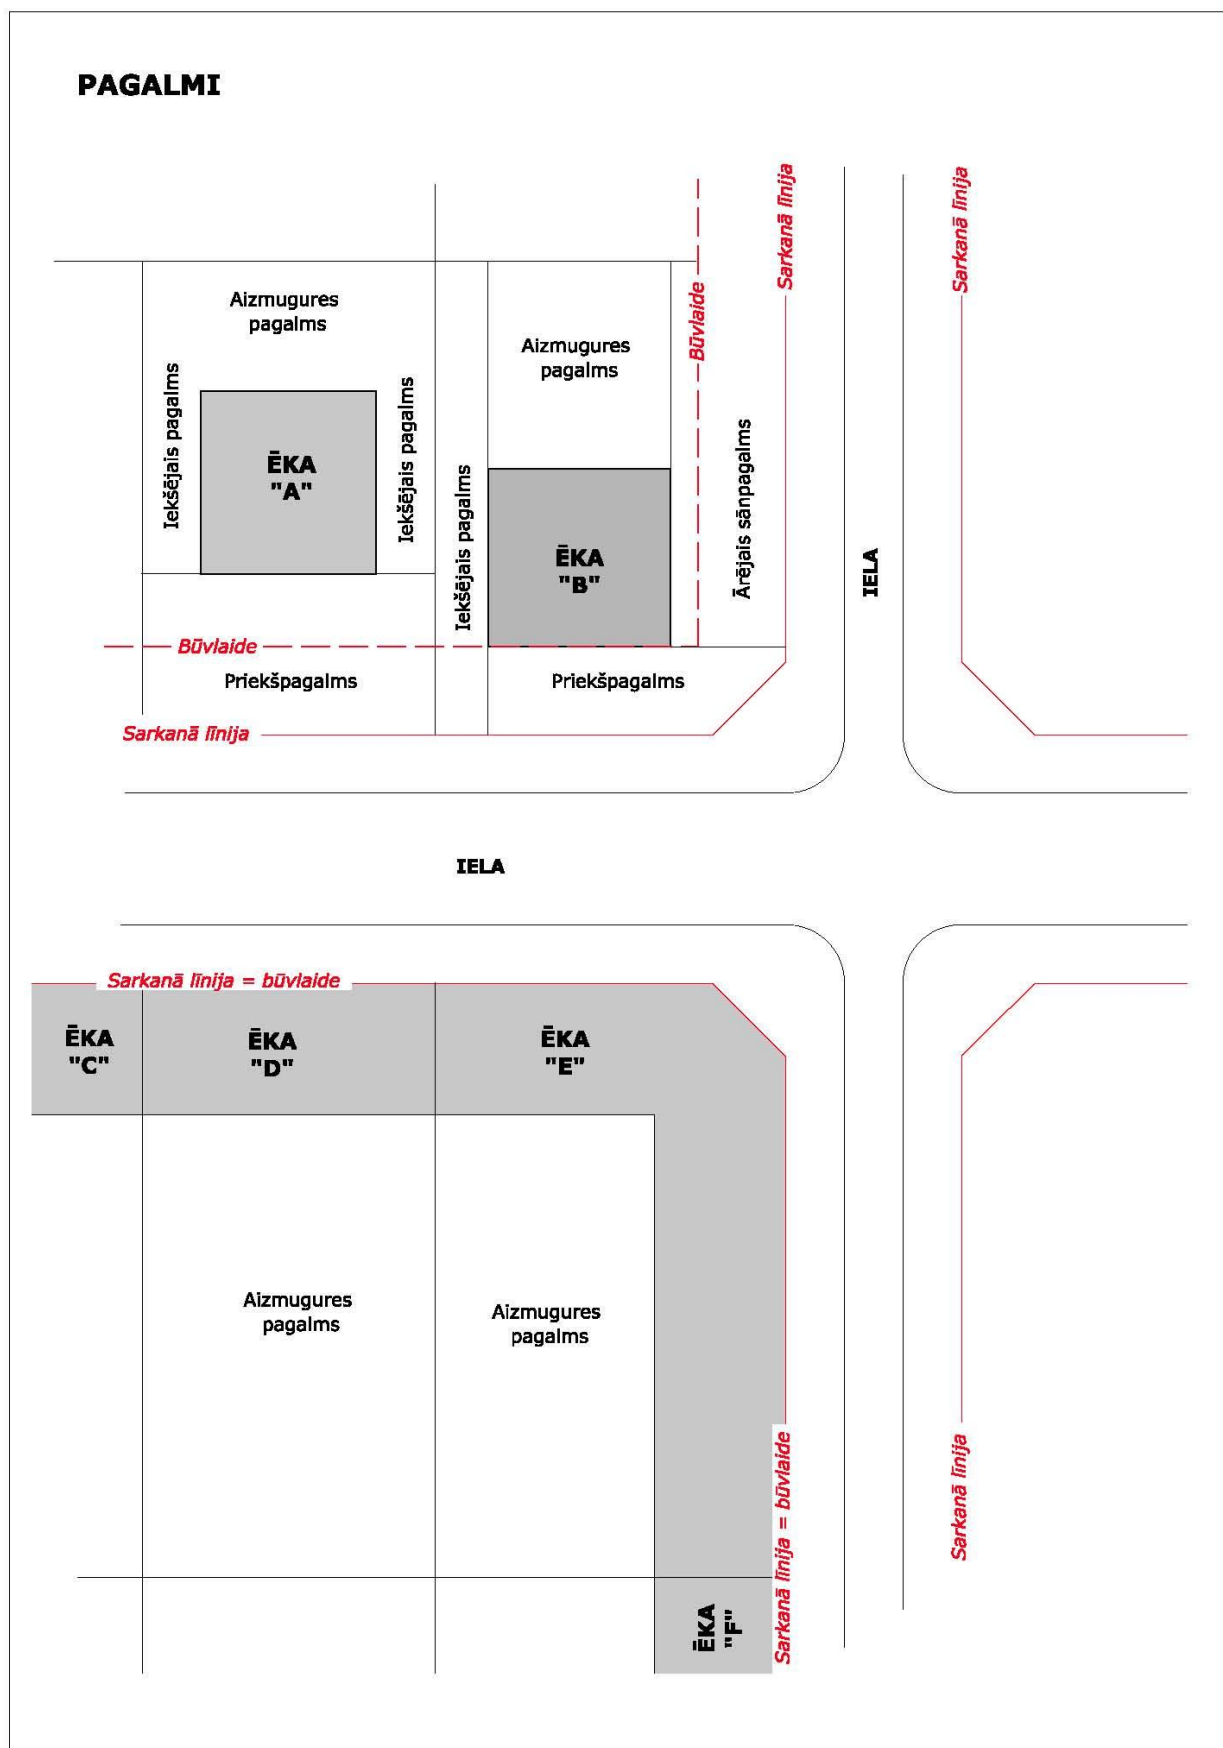 PAGALMI
Sarkanā līnija
Sarkanā līnija
Aizmugures
pagalms
Būvlaide
Aizmugures
pagalms
Iekšējais pagalms
Iekšējais pagalms
ĒKA
"A"
Iekšējais pagalms
ĒKA
"B"
Ārējais sānpagalms
IELA
Būvlaide
Priekšpagalms
Priekšpagalms
Sarkanā līnija
IELA
Sarkanā līnija = būvlaide
ĒKA
"C"
ĒKA
"D"
ĒKA
"E"
Aizmugures
pagalms
Aizmugures
pagalms
Sarkanā līnija = būvlaide
Sarkanā līnija
ĒKA
"F"